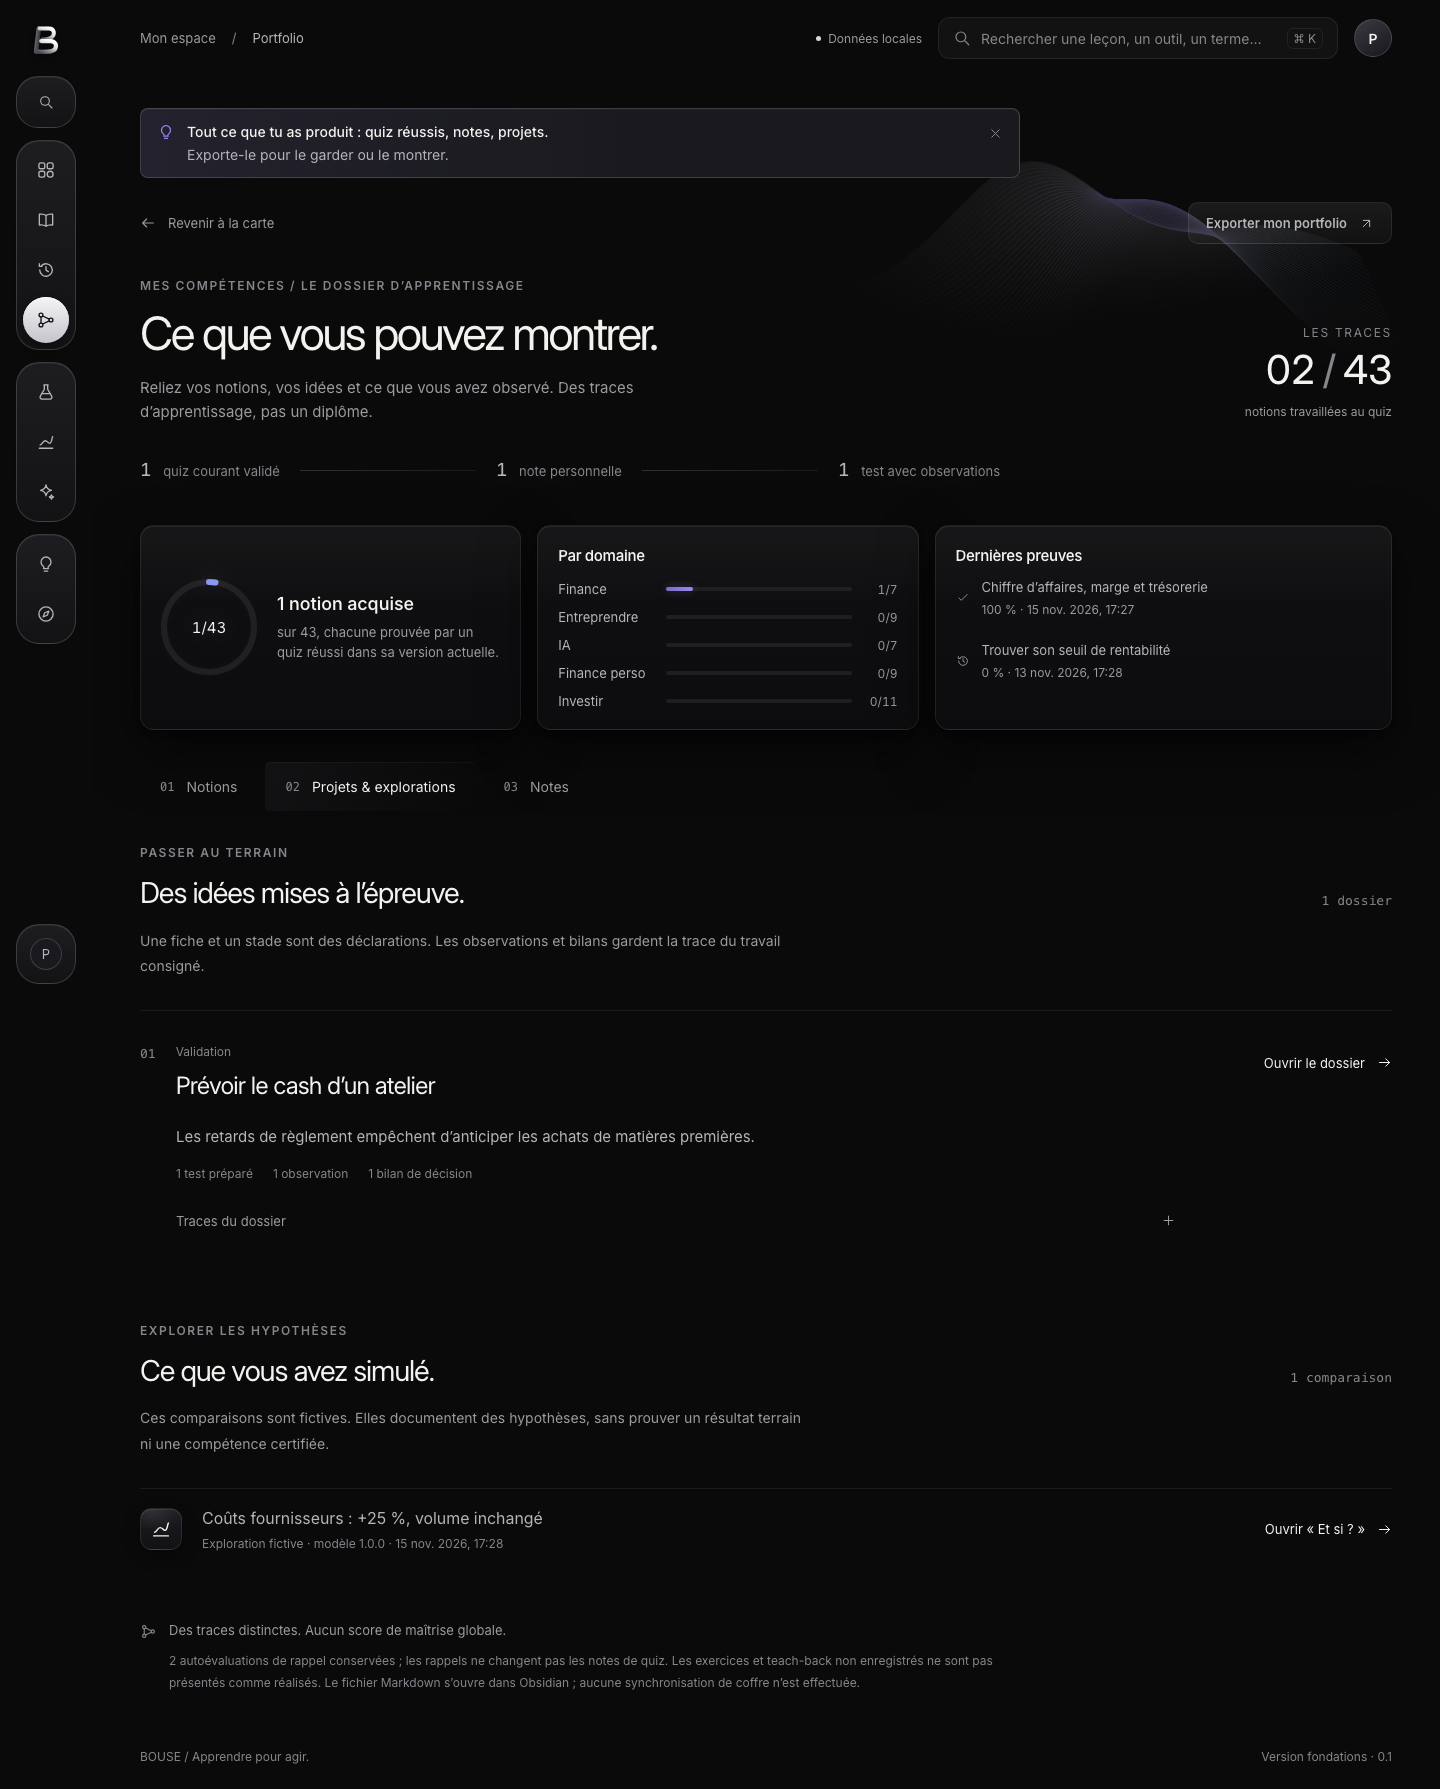 B
Mon espace / Portfolio
Données locales
Rechercher une leçon, un outil, un terme...
⌘ K
P
Tout ce que tu as produit : quiz réussis, notes, projets.
Exporte-le pour le garder ou le montrer.
Revenir à la carte
Exporter mon portfolio
MES COMPÉTENCES / LE DOSSIER D’APPRENTISSAGE
Ce que vous pouvez montrer.
Reliez vos notions, vos idées et ce que vous avez observé. Des traces
d’apprentissage, pas un diplôme.
LES TRACES
02 / 43
notions travaillées au quiz
1 quiz courant validé
1 note personnelle
1 test avec observations
1/43
1 notion acquise
sur 43, chacune prouvée par un
quiz réussi dans sa version actuelle.
Par domaine
Finance 1/7
Entreprendre 0/9
IA 0/7
Finance perso 0/9
Investir 0/11
Dernières preuves
Chiffre d’affaires, marge et trésorerie
100 % · 15 nov. 2026, 17:27
Trouver son seuil de rentabilité
0 % · 13 nov. 2026, 17:28
01 Notions
02 Projets & explorations
03 Notes
PASSER AU TERRAIN
Des idées mises à l’épreuve.
1 dossier
Une fiche et un stade sont des déclarations. Les observations et bilans gardent la trace du travail
consigné.
P
01
Validation
Prévoir le cash d’un atelier
Ouvrir le dossier
Les retards de règlement empêchent d’anticiper les achats de matières premières.
1 test préparé 1 observation 1 bilan de décision
Traces du dossier
EXPLORER LES HYPOTHÈSES
Ce que vous avez simulé.
1 comparaison
Ces comparaisons sont fictives. Elles documentent des hypothèses, sans prouver un résultat terrain
ni une compétence certifiée.
Coûts fournisseurs : +25 %, volume inchangé
Exploration fictive · modèle 1.0.0 · 15 nov. 2026, 17:28
Ouvrir « Et si ? »
Des traces distinctes. Aucun score de maîtrise globale.
2 autoévaluations de rappel conservées ; les rappels ne changent pas les notes de quiz. Les exercices et teach-back non enregistrés ne sont pas
présentés comme réalisés. Le fichier Markdown s’ouvre dans Obsidian ; aucune synchronisation de coffre n’est effectuée.
BOUSE / Apprendre pour agir.
Version fondations · 0.1